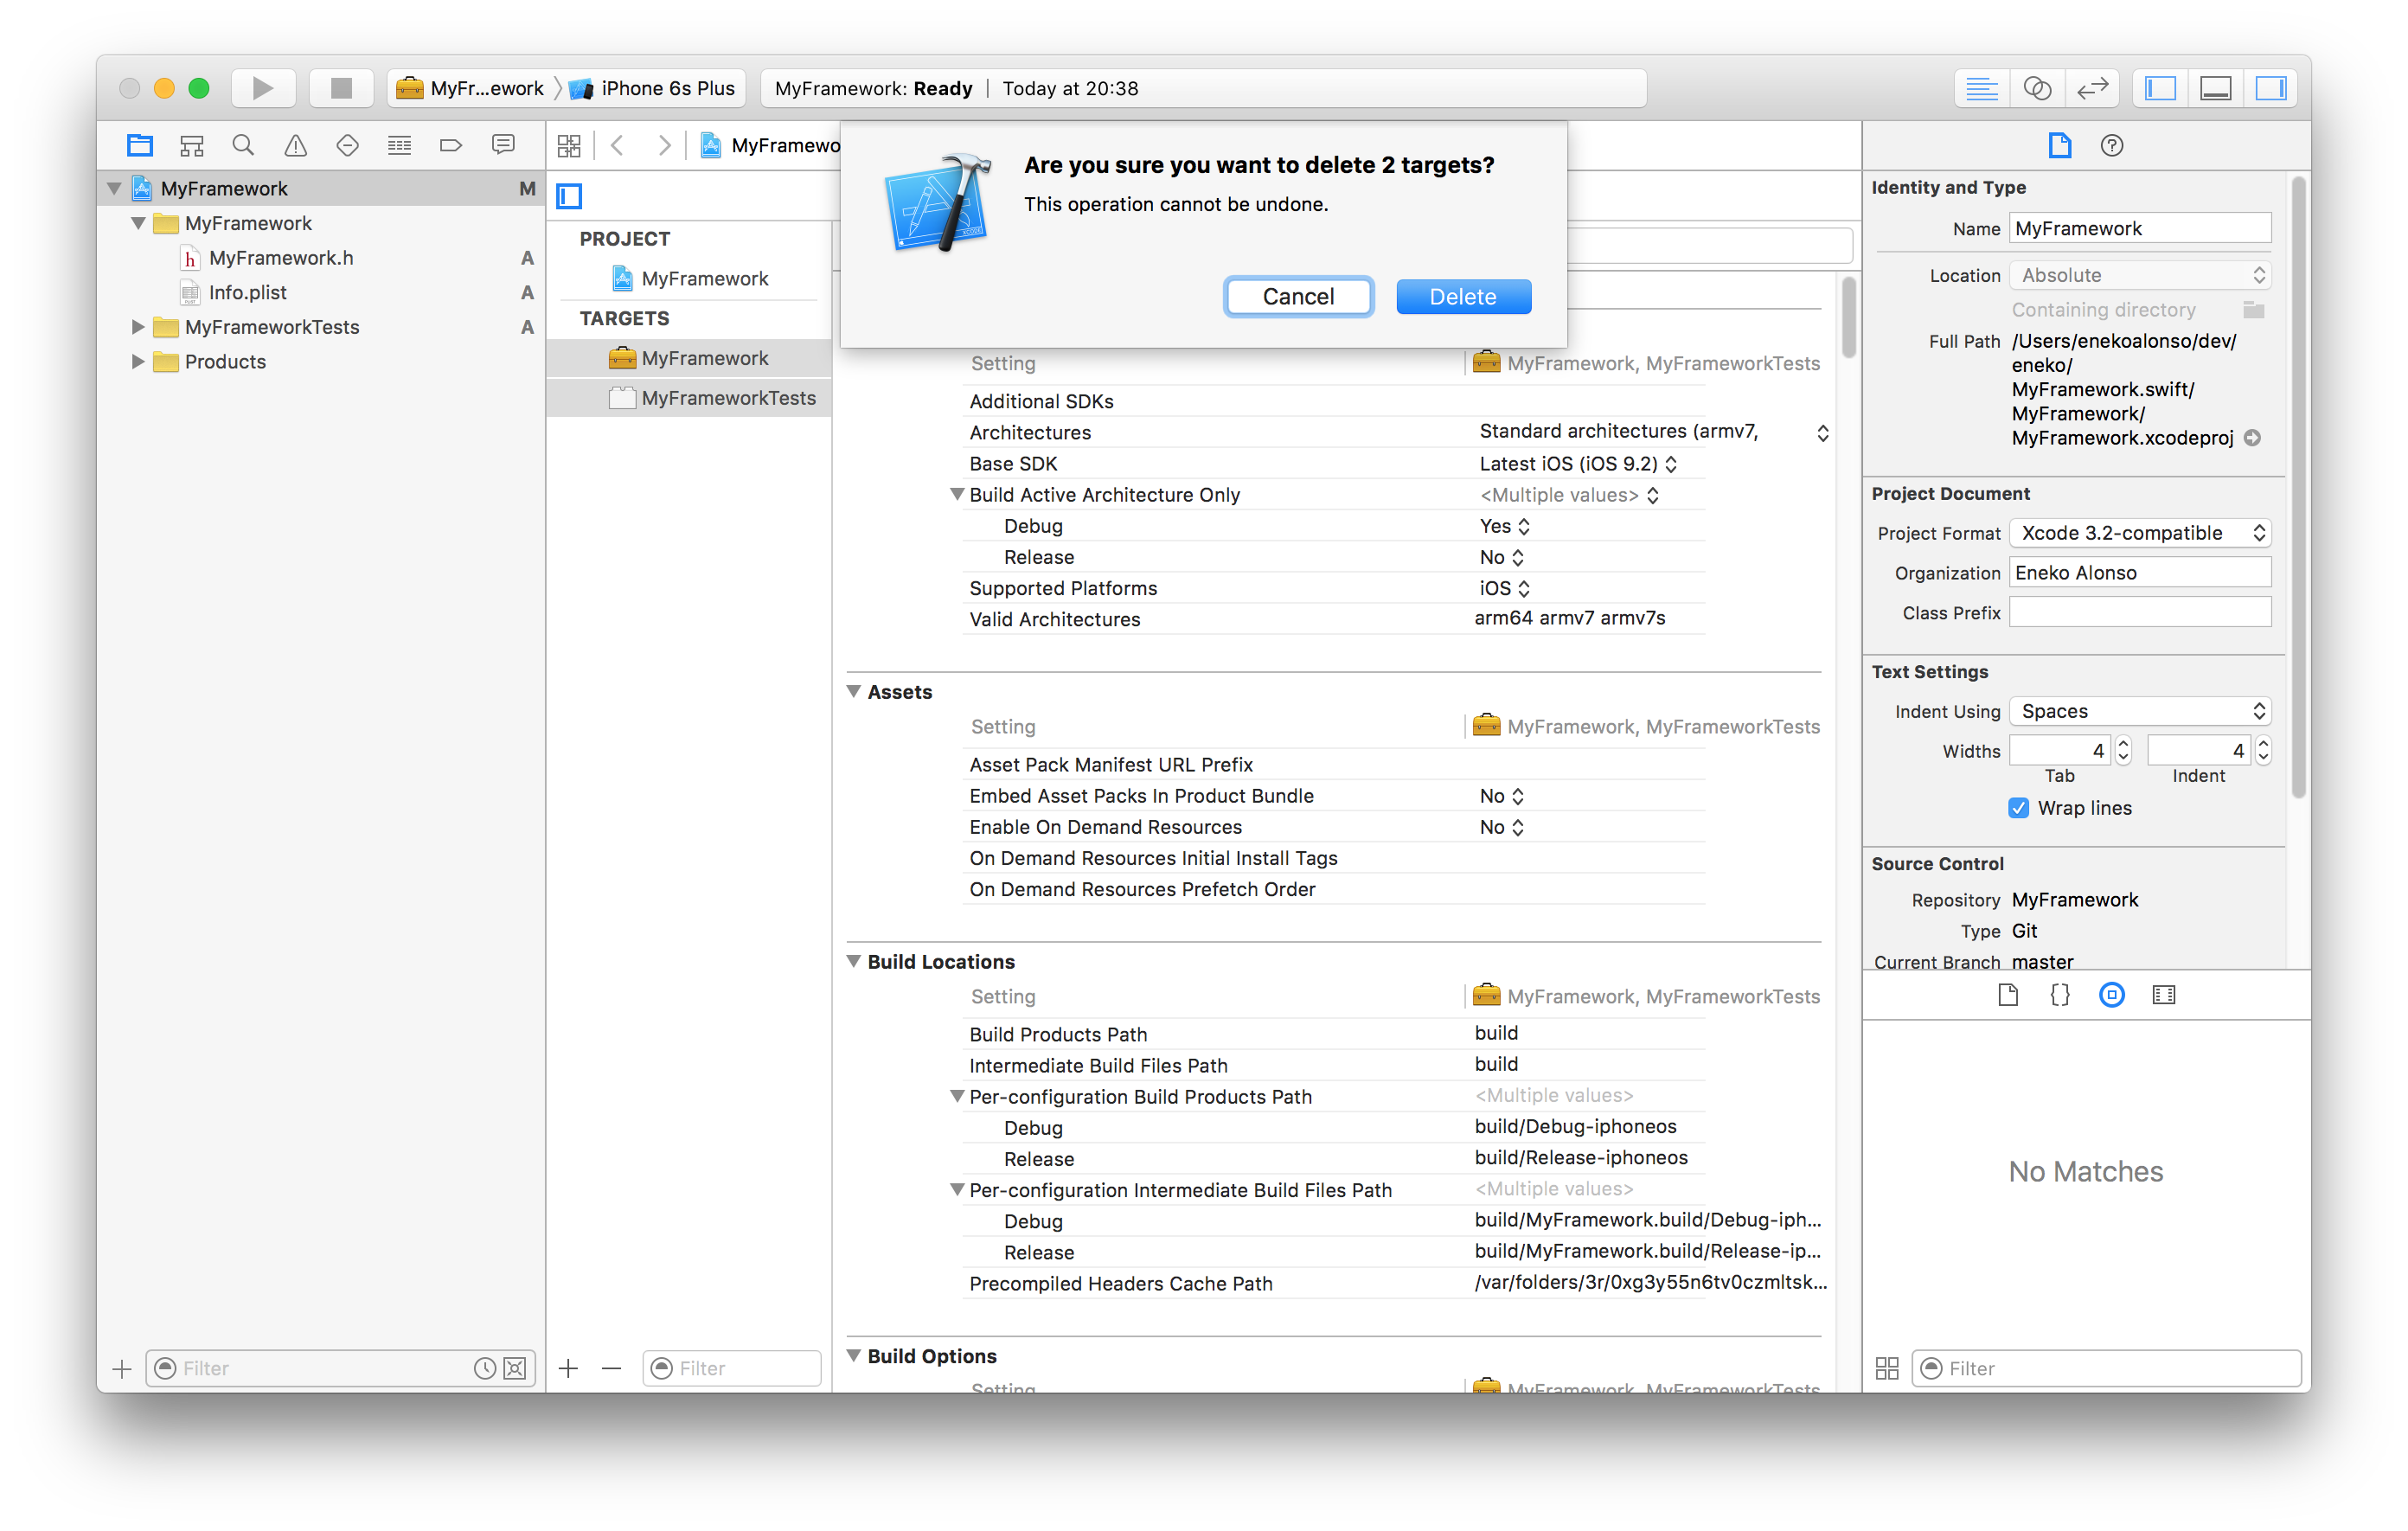 MyFr...ework
iPhone 6s Plus
MyFramework: Ready | Today at 20:38
MyFramewo
Are you sure you want to delete 2 targets?
This operation cannot be undone.
Cancel
Delete
MyFramework M
MyFramework
MyFramework.h A
Info.plist A
MyFrameworkTests A
Products
Filter
PROJECT
MyFramework
TARGETS
MyFramework
MyFrameworkTests
Filter
Setting MyFramework, MyFrameworkTests
Additional SDKs
Architectures Standard architectures (armv7,
Base SDK Latest iOS (iOS 9.2)
Build Active Architecture Only <Multiple values>
Debug Yes
Release No
Supported Platforms iOS
Valid Architectures arm64 armv7 armv7s
Assets
Setting MyFramework, MyFrameworkTests
Asset Pack Manifest URL Prefix
Embed Asset Packs In Product Bundle No
Enable On Demand Resources No
On Demand Resources Initial Install Tags
On Demand Resources Prefetch Order
Build Locations
Setting MyFramework, MyFrameworkTests
Build Products Path build
Intermediate Build Files Path build
Per-configuration Build Products Path <Multiple values>
Debug build/Debug-iphoneos
Release build/Release-iphoneos
Per-configuration Intermediate Build Files Path <Multiple values>
Debug build/MyFramework.build/Debug-iph...
Release build/MyFramework.build/Release-ip...
Precompiled Headers Cache Path /var/folders/3r/0xg3y55n6tv0czmltsk...
Build Options
Setting MyFramework, MyFrameworkTests
Identity and Type
Name MyFramework
Location Absolute
Containing directory
Full Path /Users/enekoalonso/dev/
eneko/
MyFramework.swift/
MyFramework/
MyFramework.xcodeproj
Project Document
Project Format Xcode 3.2-compatible
Organization Eneko Alonso
Class Prefix
Text Settings
Indent Using Spaces
Widths 4 4
Tab Indent
Wrap lines
Source Control
Repository MyFramework
Type Git
Current Branch master
No Matches
Filter